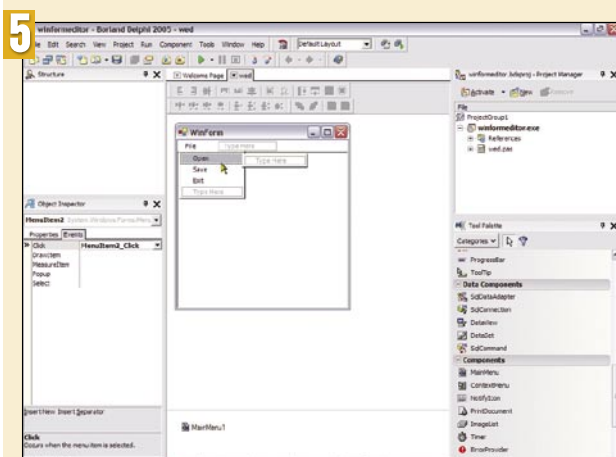 5
winformeditor - Borland Delphi 2005 - wed
File Edit Search View Project Run Component Tools Window Help
Default Layout
Structure
Welcome Page wed
winformeditor.bdsproj - Project Manager
Activate New Remove
File
ProjectGroup1
winformeditor.exe
References
wed.pas
WinForm
File Type Here
Open Type Here
Save
Exit
Type Here
Object Inspector
MenuItem2 System.Windows.Forms.Menu
Properties Events
Click MenuItem2_Click
DrawItem
MeasureItem
Popup
Select
Insert New Insert Separator
Click
Occurs when the menu item is selected.
MainMenu1
Tool Palette
Categories
ProgressBar
ToolTip
Data Components
SqlDataAdapter
SqlConnection
DataView
DataSet
SqlCommand
Components
MainMenu
ContextMenu
NotifyIcon
PrintDocument
ImageList
Timer
ErrorProvider